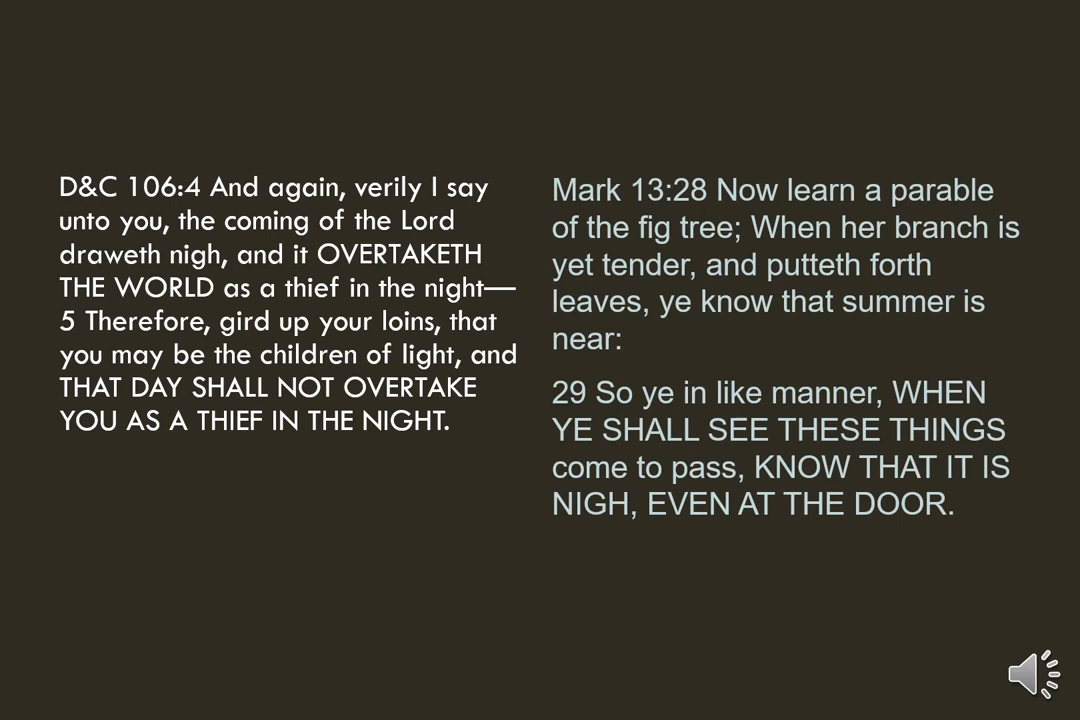 D&C 106:4 And again, verily I say
unto you, the coming of the Lord
draweth nigh, and it OVERTAKETH
THE WORLD as a thief in the night—
5 Therefore, gird up your loins, that
you may be the children of light, and
THAT DAY SHALL NOT OVERTAKE
YOU AS A THIEF IN THE NIGHT.
Mark 13:28 Now learn a parable
of the fig tree; When her branch is
yet tender, and putteth forth
leaves, ye know that summer is
near:
29 So ye in like manner, WHEN
YE SHALL SEE THESE THINGS
come to pass, KNOW THAT IT IS
NIGH, EVEN AT THE DOOR.